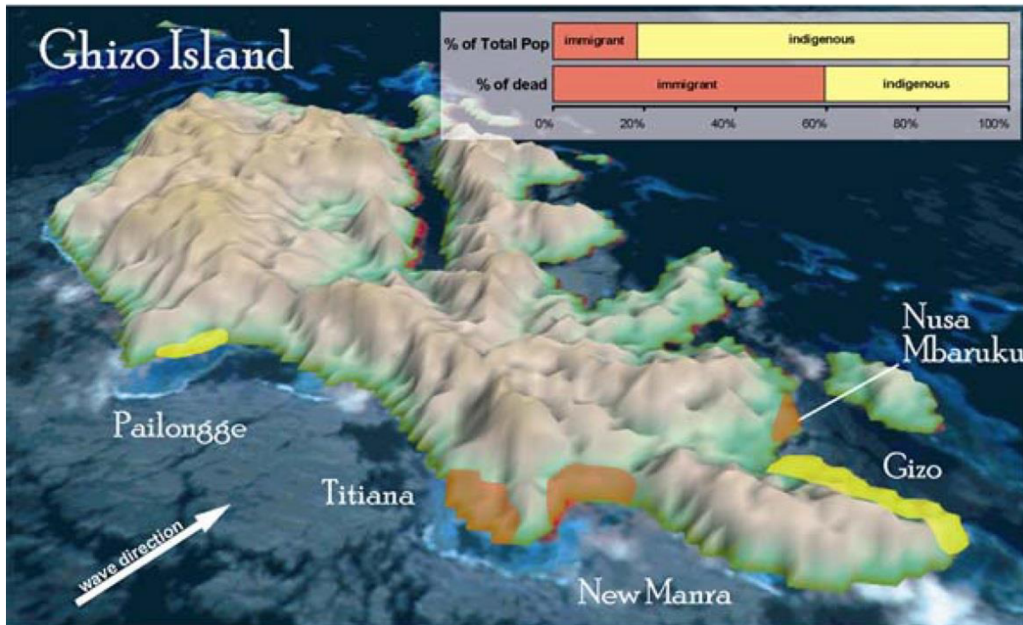 Ghizo Island
% of Total Pop
immigrant
indigenous
% of dead
immigrant
indigenous
0%
20%
40%
60%
80%
100%
Nusa
Mbaruku
Pailongge
Gizo
Titiana
wave direction
New Manra